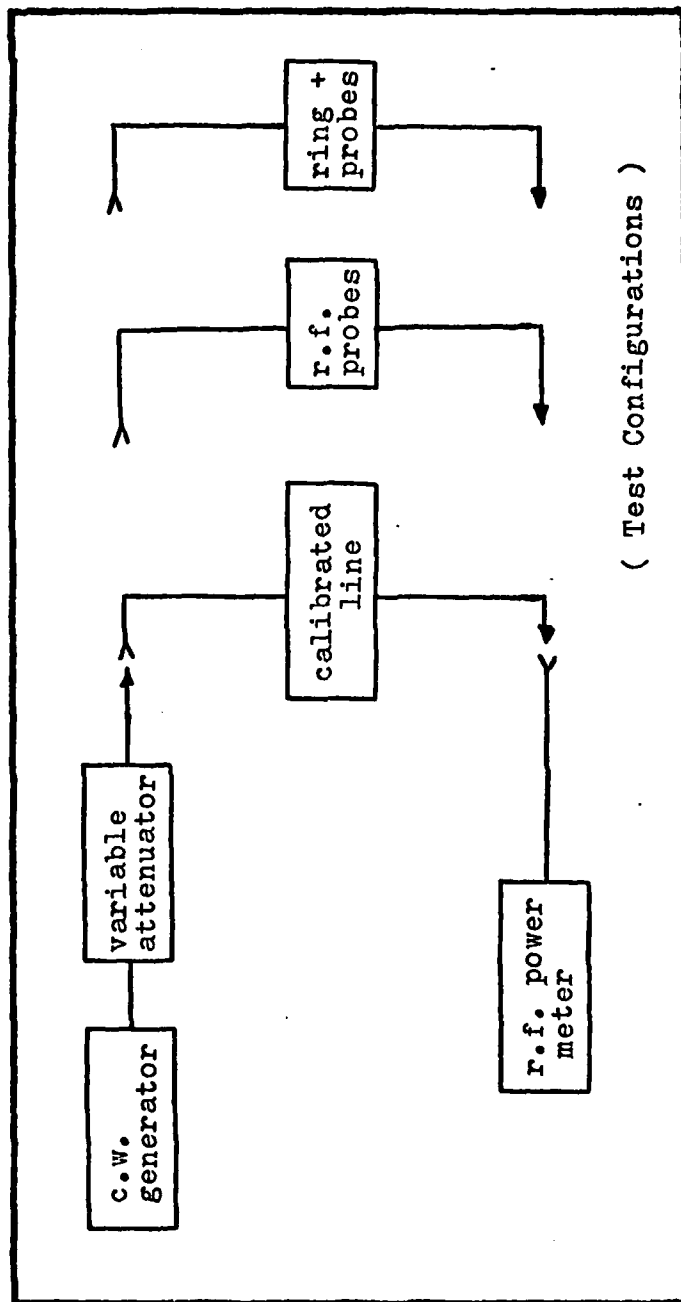 c.w.
generator
variable
attenuator
calibrated
line
r.f.
probes
ring +
probes
r.f. power
meter
( Test Configurations )